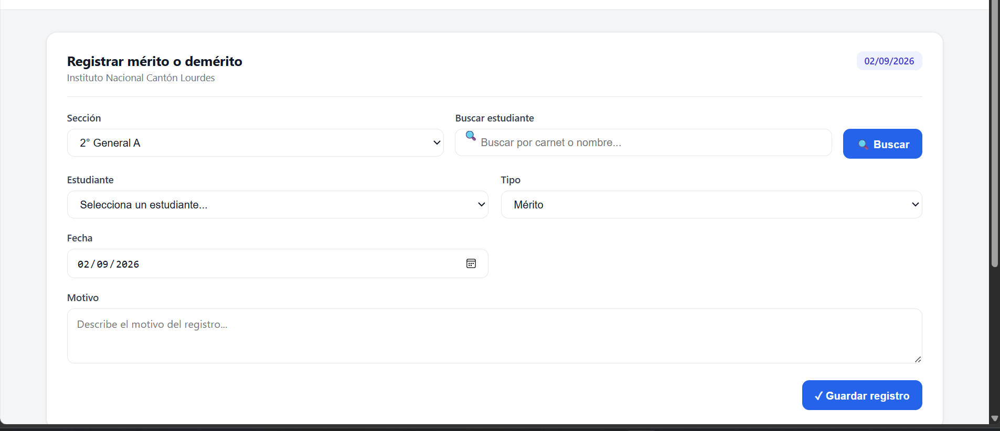 Registrar mérito o demérito
02/09/2026
Instituto Nacional Cantón Lourdes
Sección
Buscar estudiante
2° General A
Buscar por carnet o nombre...
Buscar
Estudiante
Tipo
Selecciona un estudiante...
Mérito
Fecha
02/09/2026
Motivo
Describe el motivo del registro...
✓ Guardar registro